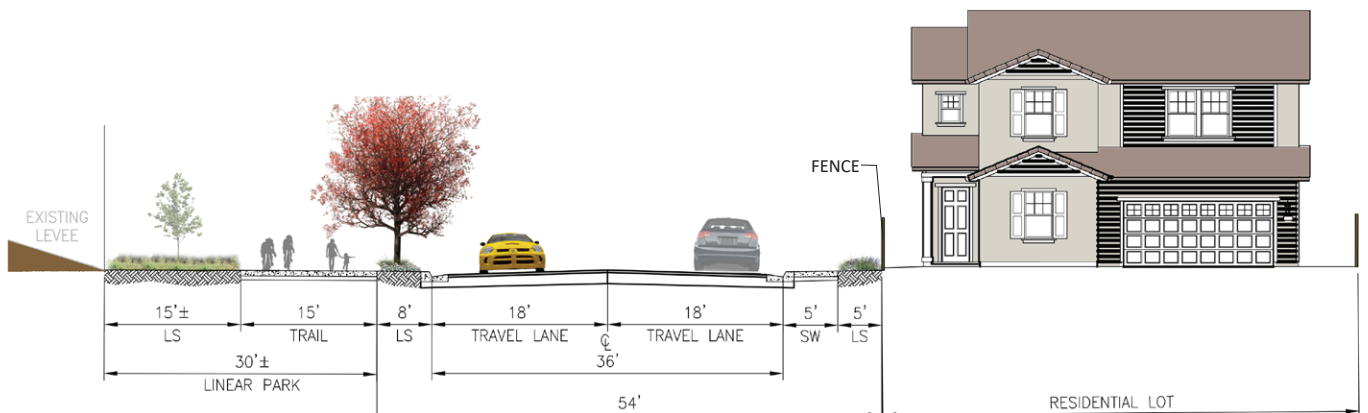 FENCE
EXISTING
LEVEE
15'± 15' 8' 18' 18' 5' 5'
LS TRAIL LS TRAVEL LANE ℄ TRAVEL LANE SW LS
30'± 36'
LINEAR PARK
54' RESIDENTIAL LOT